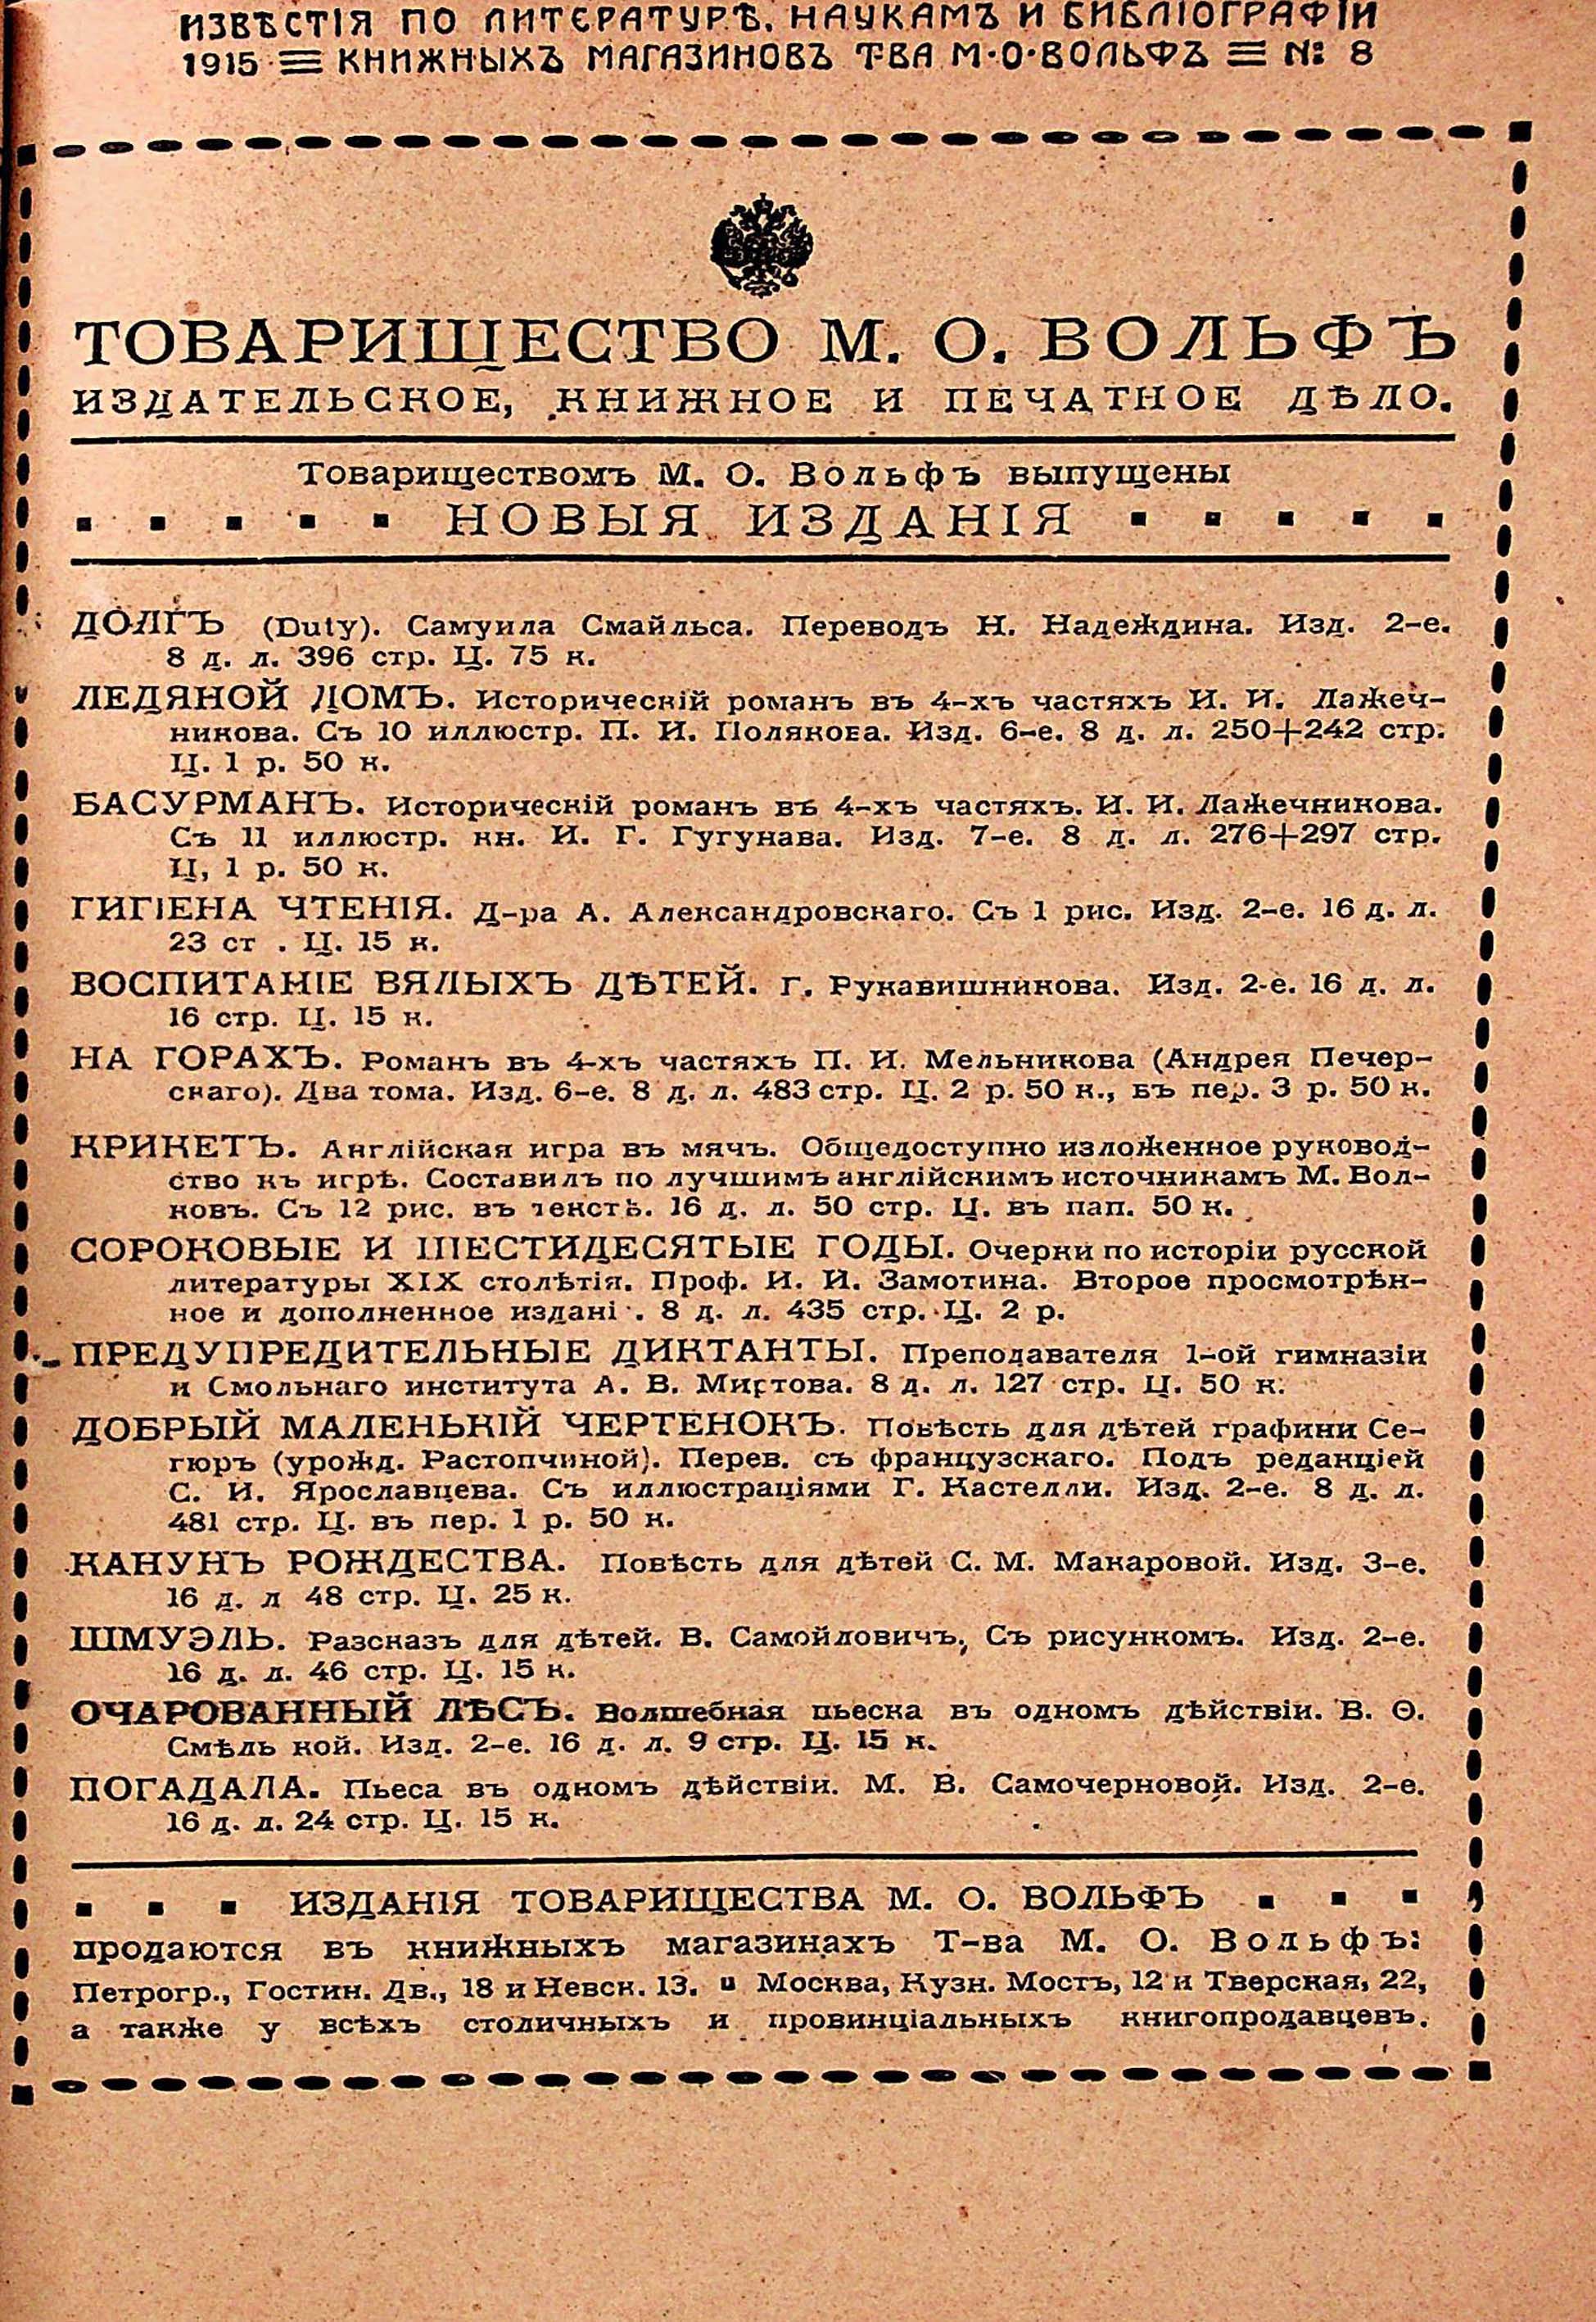 ИЗВѢСТІЯ ПО ЛИТЕРАТУРѢ, НАУКАМЪ И БИБЛІОГРАФІИ
1915 КНИЖНЫХЪ МАГАЗИНОВЪ Т-ВА М·О·ВОЛЬФЪ № 8
ТОВАРИЩЕСТВО М. О. ВОЛЬФЪ
ИЗДАТЕЛЬСКОЕ, КНИЖНОЕ И ПЕЧАТНОЕ ДѢЛО.
Товариществомъ М. О. Вольфъ выпущены
НОВЫЯ ИЗДАНІЯ
ДОЛГЪ (Duty). Самуила Смайльса. Переводъ Н. Надеждина. Изд. 2-е.
8 д. л. 396 стр. Ц. 75 к.
ЛЕДЯНОЙ ДОМЪ. Историческій романъ въ 4-хъ частяхъ И. И. Лажеч-
никова. Съ 10 иллюстр. П. И. Полякова. Изд. 6-е. 8 д. л. 250+242 стр.
Ц. 1 р. 50 к.
БАСУРМАНЪ. Историческій романъ въ 4-хъ частяхъ. И. И. Лажечникова.
Съ 11 иллюстр. кн. И. Г. Гугунава. Изд. 7-е. 8 д. л. 276+297 стр.
Ц, 1 р. 50 к.
ГИГІЕНА ЧТЕНІЯ. Д-ра А. Александровскаго. Съ 1 рис. Изд. 2-е. 16 д. л.
23 ст . Ц. 15 к.
ВОСПИТАНІЕ ВЯЛЫХЪ ДѢТЕЙ. г. Рукавишникова. Изд. 2-е. 16 д. л.
16 стр. Ц. 15 к.
НА ГОРАХЪ. Романъ въ 4-хъ частяхъ П. И. Мельникова (Андрея Печер-
скаго). Два тома. Изд. 6-е. 8 д. л. 483 стр. Ц. 2 р. 50 к., въ пер. 3 р. 50 к.
КРИКЕТЪ. Англійская игра въ мячъ. Общедоступно изложенное руковод-
ство къ игрѣ. Составилъ по лучшимъ англійскимъ источникамъ М. Вол-
ковъ. Съ 12 рис. въ текстѣ. 16 д. л. 50 стр. Ц. въ пап. 50 к.
СОРОКОВЫЕ И ШЕСТИДЕСЯТЫЕ ГОДЫ. Очерки по исторіи русской
литературы XIX столѣтія. Проф. И. И. Замотина. Второе просмотрѣн-
ное и дополненное издані . 8 д. л. 435 стр. Ц. 2 р.
ПРЕДУПРЕДИТЕЛЬНЫЕ ДИКТАНТЫ. Преподавателя 1-ой гимназіи
и Смольнаго института А. В. Миртова. 8 д. л. 127 стр. Ц. 50 к.
ДОБРЫЙ МАЛЕНЬКІЙ ЧЕРТЕНОКЪ. Повѣсть для дѣтей графини Се-
гюръ (урожд. Растопчиной). Перев. съ французскаго. Подъ редакціей
С. И. Ярославцева. Съ иллюстраціями Г. Кастелли. Изд. 2-е. 8 д. л.
481 стр. Ц. въ пер. 1 р. 50 к.
КАНУНЪ РОЖДЕСТВА. Повѣсть для дѣтей С. М. Макаровой. Изд. 3-е.
16 д. л 48 стр. Ц. 25 к.
ШМУЭЛЬ. Разсказъ для дѣтей. В. Самойловичъ, Съ рисункомъ. Изд. 2-е.
16 д. л. 46 стр. Ц. 15 к.
ОЧАРОВАННЫЙ ЛѢСЪ. Волшебная пьеска въ одномъ дѣйствіи. В. Ѳ.
Смѣль кой. Изд. 2-е. 16 д. л. 9 стр. Ц. 15 к.
ПОГАДАЛА. Пьеса въ одномъ дѣйствіи. М. В. Самочерновой. Изд. 2-е.
16 д. л. 24 стр. Ц. 15 к.
ИЗДАНІЯ ТОВАРИЩЕСТВА М. О. ВОЛЬФЪ
продаются въ книжныхъ магазинахъ Т-ва М. О. Вольфъ:
Петрогр., Гостин. Дв., 18 и Невск. 13. Москва, Кузн. Мостъ, 12 и Тверская, 22,
а также у всѣхъ столичныхъ и провинціальныхъ книгопродавцевъ.